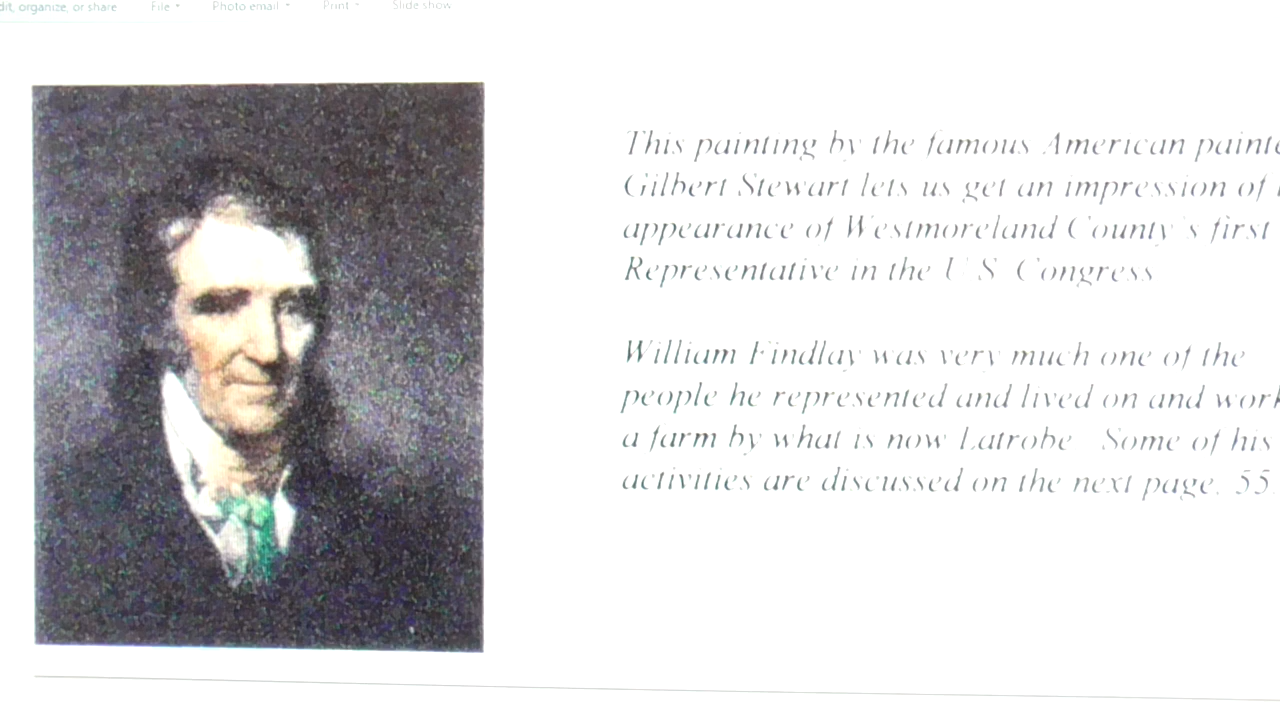 dit, organize, or share File Photo email Print Slide show
This painting by the famous American painte
Gilbert Stewart lets us get an impression of
appearance of Westmoreland County's first
Representative in the U S Congress
William Findlay was very much one of the
people he represented and lived on and work
a farm by what is now Latrobe Some of his
activities are discussed on the next page, 55